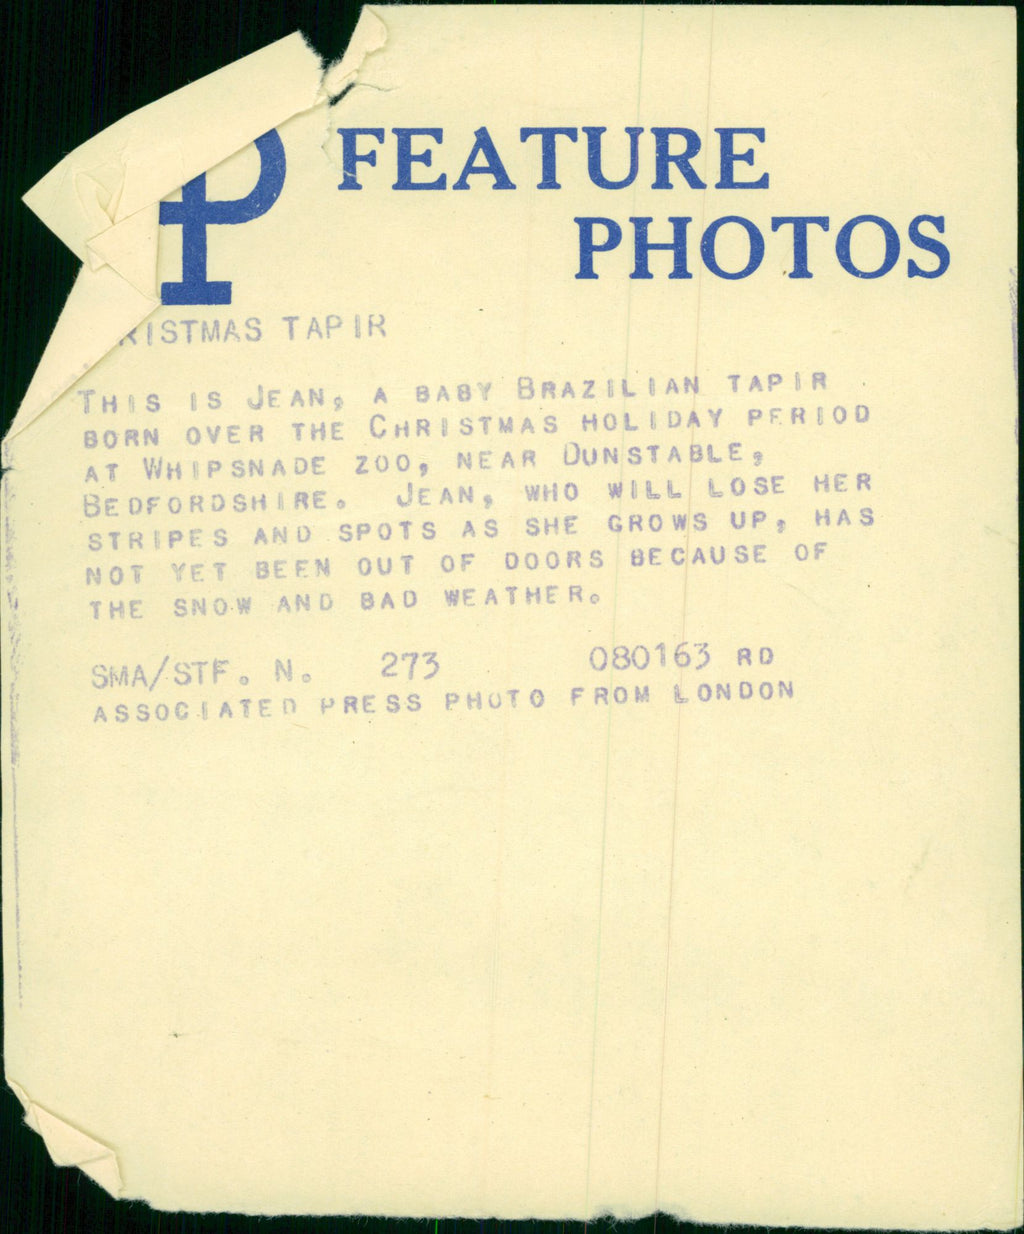 P FEATURE
PHOTOS
RISTMAS TAPIR
THIS IS JEAN, A BABY BRAZILIAN TAPIR
BORN OVER THE CHRISTMAS HOLIDAY PERIOD
AT WHIPSNADE ZOO, NEAR DUNSTABLE,
BEDFORDSHIRE. JEAN, WHO WILL LOSE HER
STRIPES AND SPOTS AS SHE GROWS UP, HAS
NOT YET BEEN OUT OF DOORS BECAUSE OF
THE SNOW AND BAD WEATHER.
SMA/STF. N. 273 080163 RD
ASSOCIATED PRESS PHOTO FROM LONDON